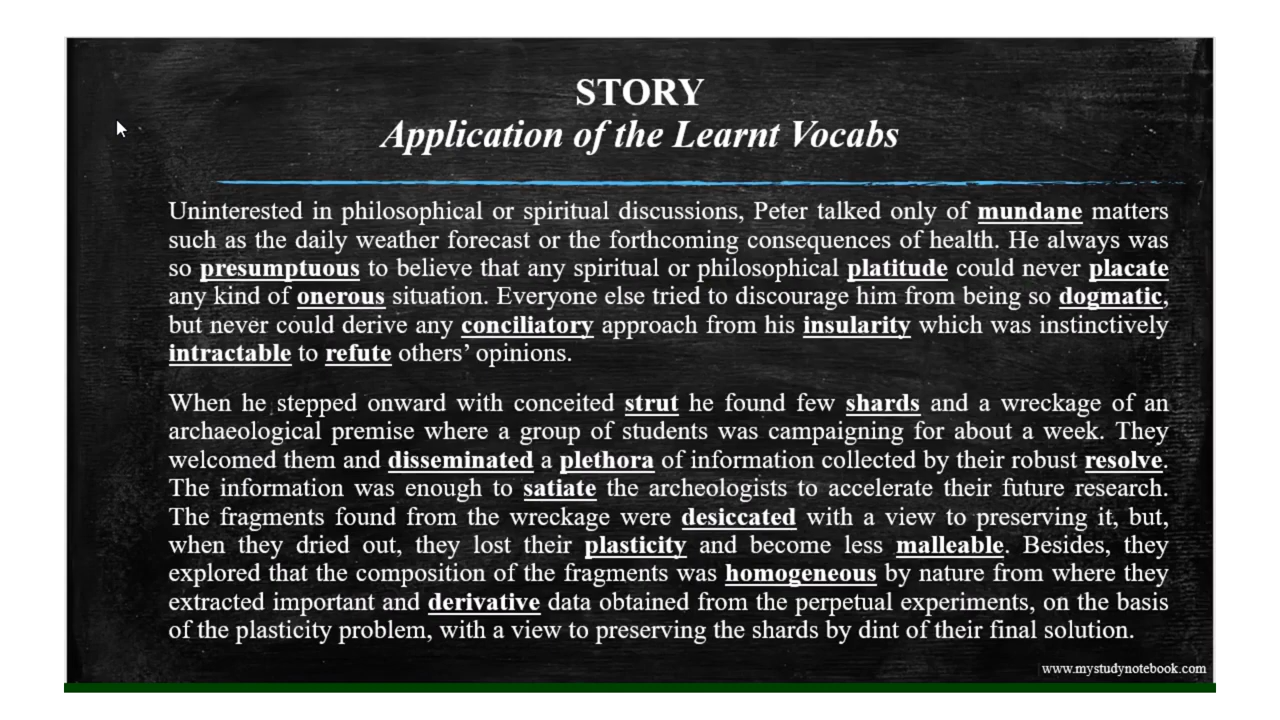 STORY
Application of the Learnt Vocabs
Uninterested in philosophical or spiritual discussions, Peter talked only of mundane matters
such as the daily weather forecast or the forthcoming consequences of health. He always was
so presumptuous to believe that any spiritual or philosophical platitude could never placate
any kind of onerous situation. Everyone else tried to discourage him from being so dogmatic,
but never could derive any conciliatory approach from his insularity which was instinctively
intractable to refute others’ opinions.
When he stepped onward with conceited strut he found few shards and a wreckage of an
archaeological premise where a group of students was campaigning for about a week. They
welcomed them and disseminated a plethora of information collected by their robust resolve.
The information was enough to satiate the archeologists to accelerate their future research.
The fragments found from the wreckage were desiccated with a view to preserving it, but,
when they dried out, they lost their plasticity and become less malleable. Besides, they
explored that the composition of the fragments was homogeneous by nature from where they
extracted important and derivative data obtained from the perpetual experiments, on the basis
of the plasticity problem, with a view to preserving the shards by dint of their final solution.
www.mystudynotebook.com